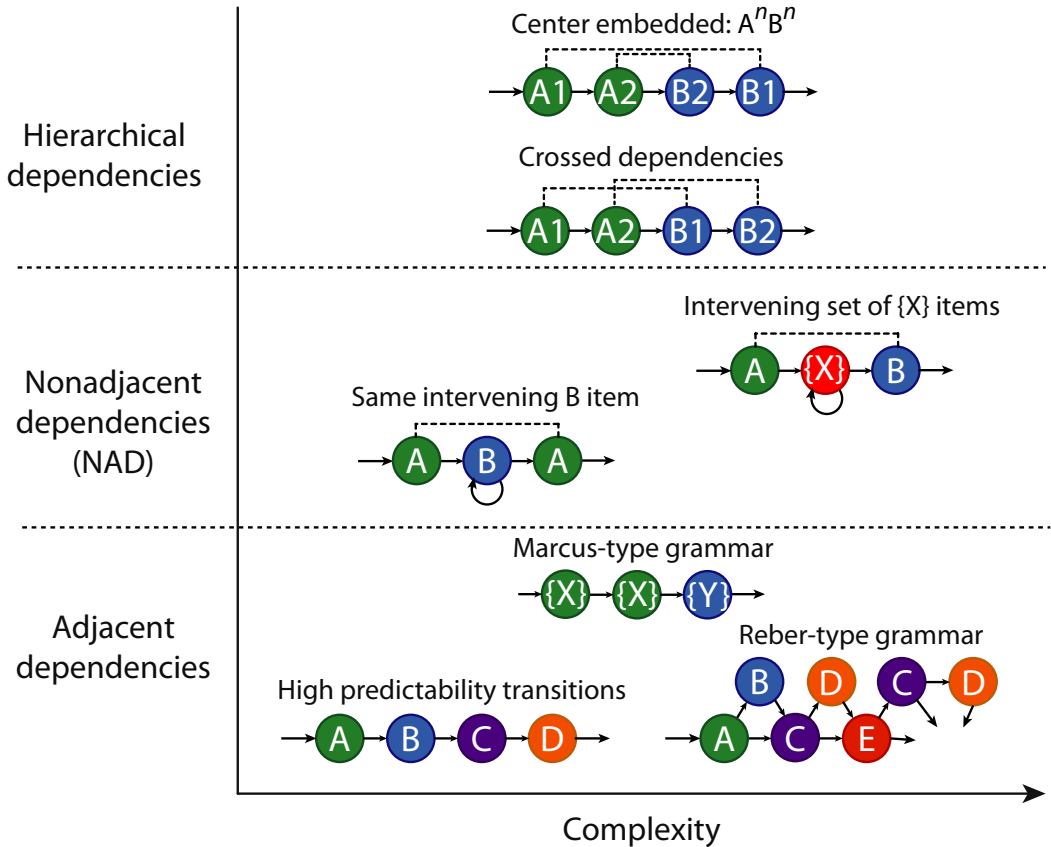 Center embedded: AⁿBⁿ
A1 A2 B2 B1
Hierarchical
dependencies
Crossed dependencies
A1 A2 B1 B2
Intervening set of {X} items
A {X} B
Nonadjacent
dependencies
(NAD)
Same intervening B item
A B A
Marcus-type grammar
{X} {X} {Y}
Adjacent
dependencies
Reber-type grammar
B D C D
A C E
High predictability transitions
A B C D
Complexity